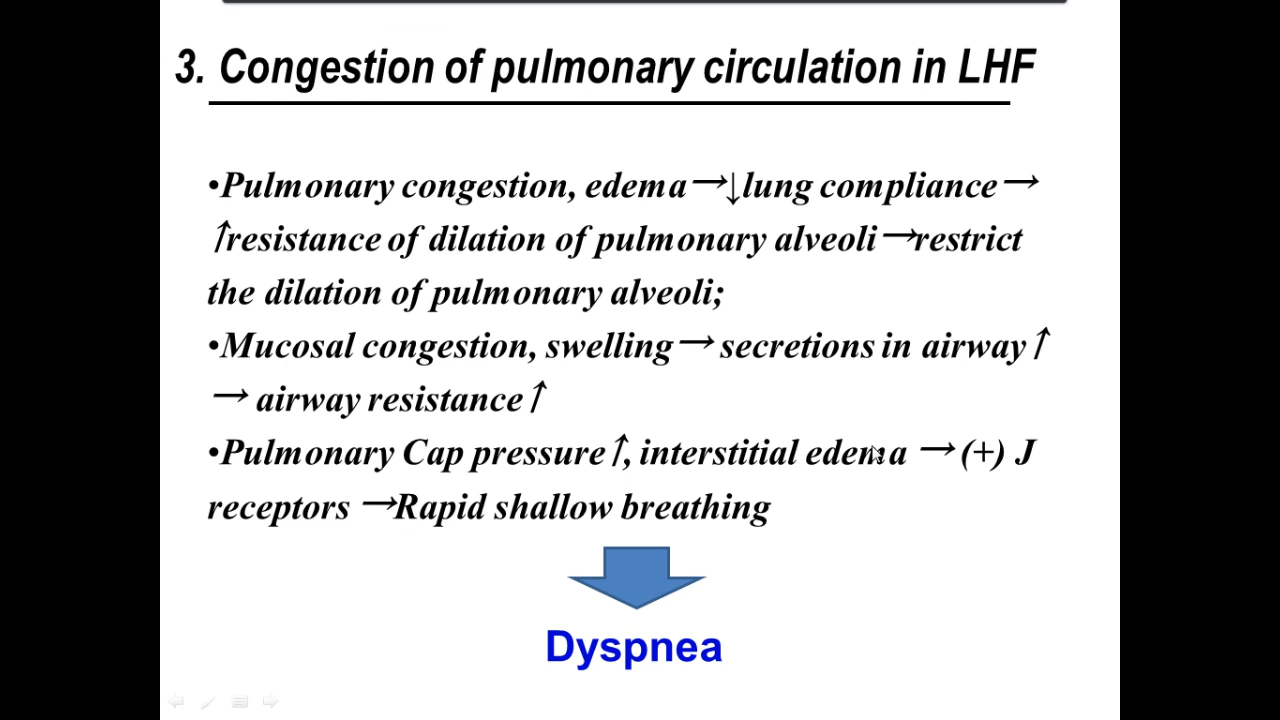 3. Congestion of pulmonary circulation in LHF
•Pulmonary congestion, edema→↓lung compliance→
↑resistance of dilation of pulmonary alveoli→restrict
the dilation of pulmonary alveoli;
•Mucosal congestion, swelling→ secretions in airway↑
→ airway resistance↑
•Pulmonary Cap pressure↑, interstitial edema →(+) J
receptors →Rapid shallow breathing
Dyspnea